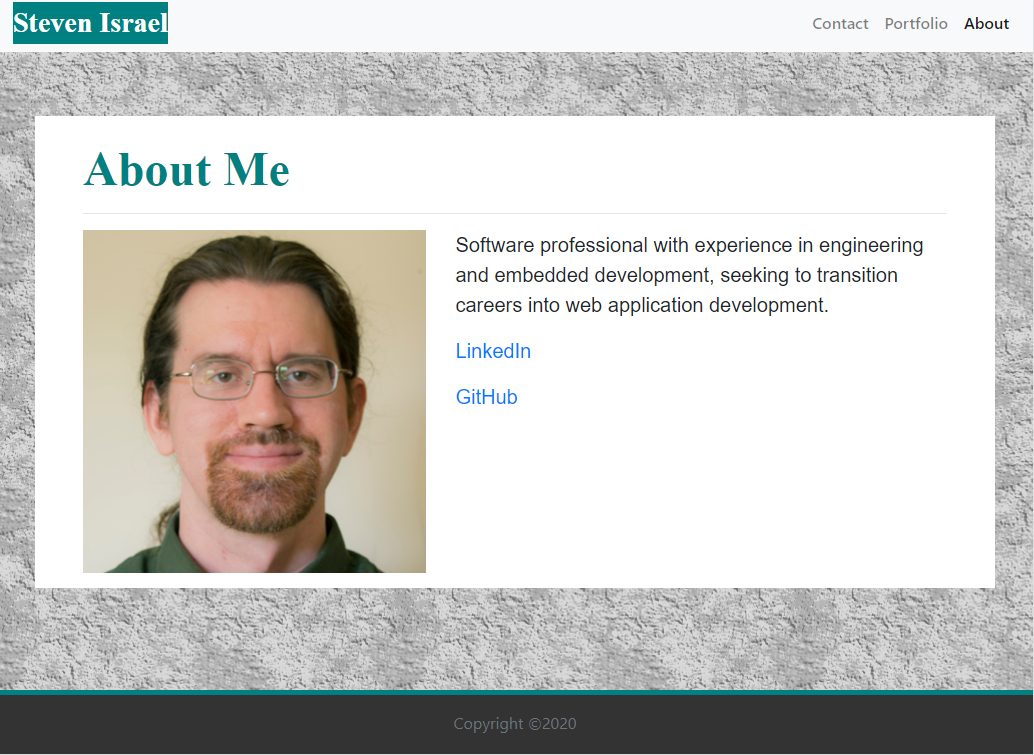 Steven Israel
Contact Portfolio About
About Me
Software professional with experience in engineering
and embedded development, seeking to transition
careers into web application development.
LinkedIn
GitHub
Copyright ©2020